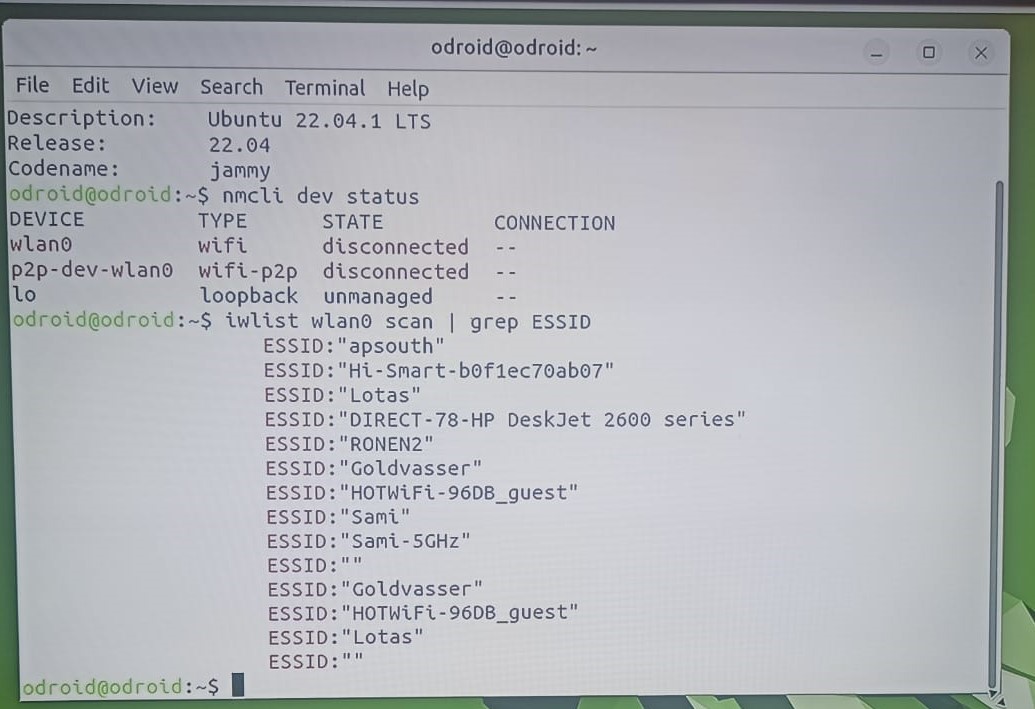 odroid@odroid: ~
File Edit View Search Terminal Help
Description: Ubuntu 22.04.1 LTS
Release: 22.04
Codename: jammy
odroid@odroid:~$ nmcli dev status
DEVICE TYPE STATE CONNECTION
wlan0 wifi disconnected --
p2p-dev-wlan0 wifi-p2p disconnected --
lo loopback unmanaged --
odroid@odroid:~$ iwlist wlan0 scan | grep ESSID
ESSID:"apsouth"
ESSID:"Hi-Smart-b0f1ec70ab07"
ESSID:"Lotas"
ESSID:"DIRECT-78-HP DeskJet 2600 series"
ESSID:"RONEN2"
ESSID:"Goldvasser"
ESSID:"HOTWiFi-96DB_guest"
ESSID:"Sami"
ESSID:"Sami-5GHz"
ESSID:""
ESSID:"Goldvasser"
ESSID:"HOTWiFi-96DB_guest"
ESSID:"Lotas"
ESSID:""
odroid@odroid:~$